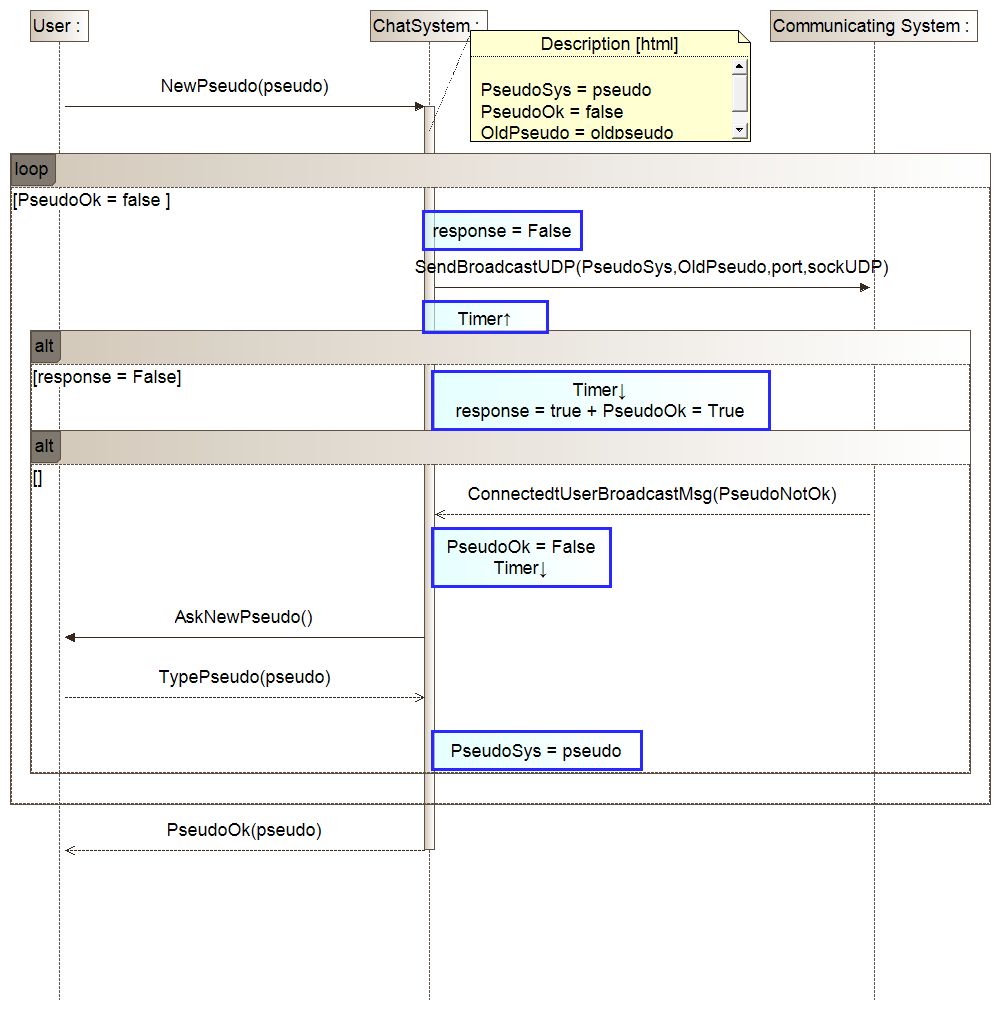 User :
ChatSystem :
Communicating System :
Description [html]
PseudoSys = pseudo
PseudoOk = false
OldPseudo = oldpseudo
NewPseudo(pseudo)
loop
[PseudoOk = false ]
response = False
SendBroadcastUDP(PseudoSys,OldPseudo,port,sockUDP)
Timer↑
alt
[response = False]
Timer↓
response = true + PseudoOk = True
alt
[]
ConnectedtUserBroadcastMsg(PseudoNotOk)
PseudoOk = False
Timer↓
AskNewPseudo()
TypePseudo(pseudo)
PseudoSys = pseudo
PseudoOk(pseudo)